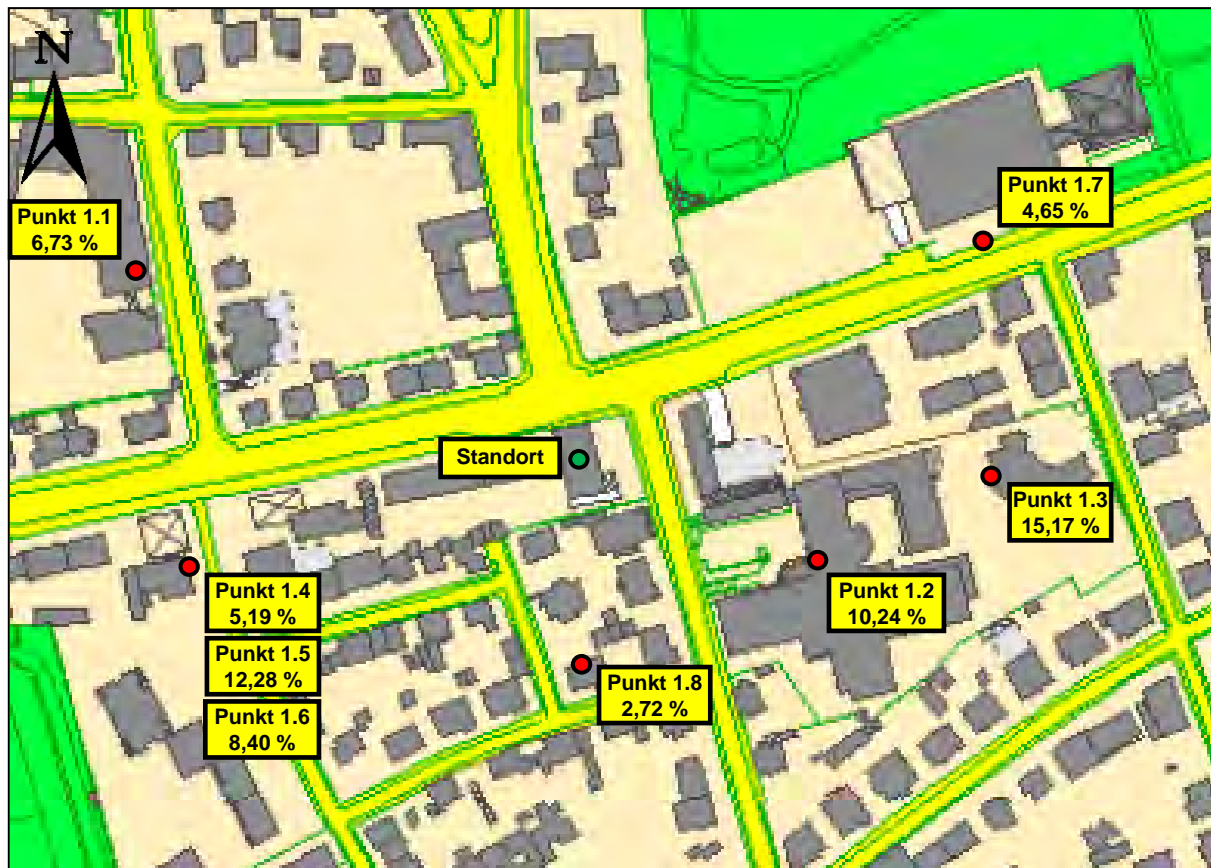 N
Punkt 1.1
6,73 %
Punkt 1.7
4,65 %
Standort
Punkt 1.3
15,17 %
Punkt 1.2
10,24 %
Punkt 1.4
5,19 %
Punkt 1.5
12,28 %
Punkt 1.6
8,40 %
Punkt 1.8
2,72 %